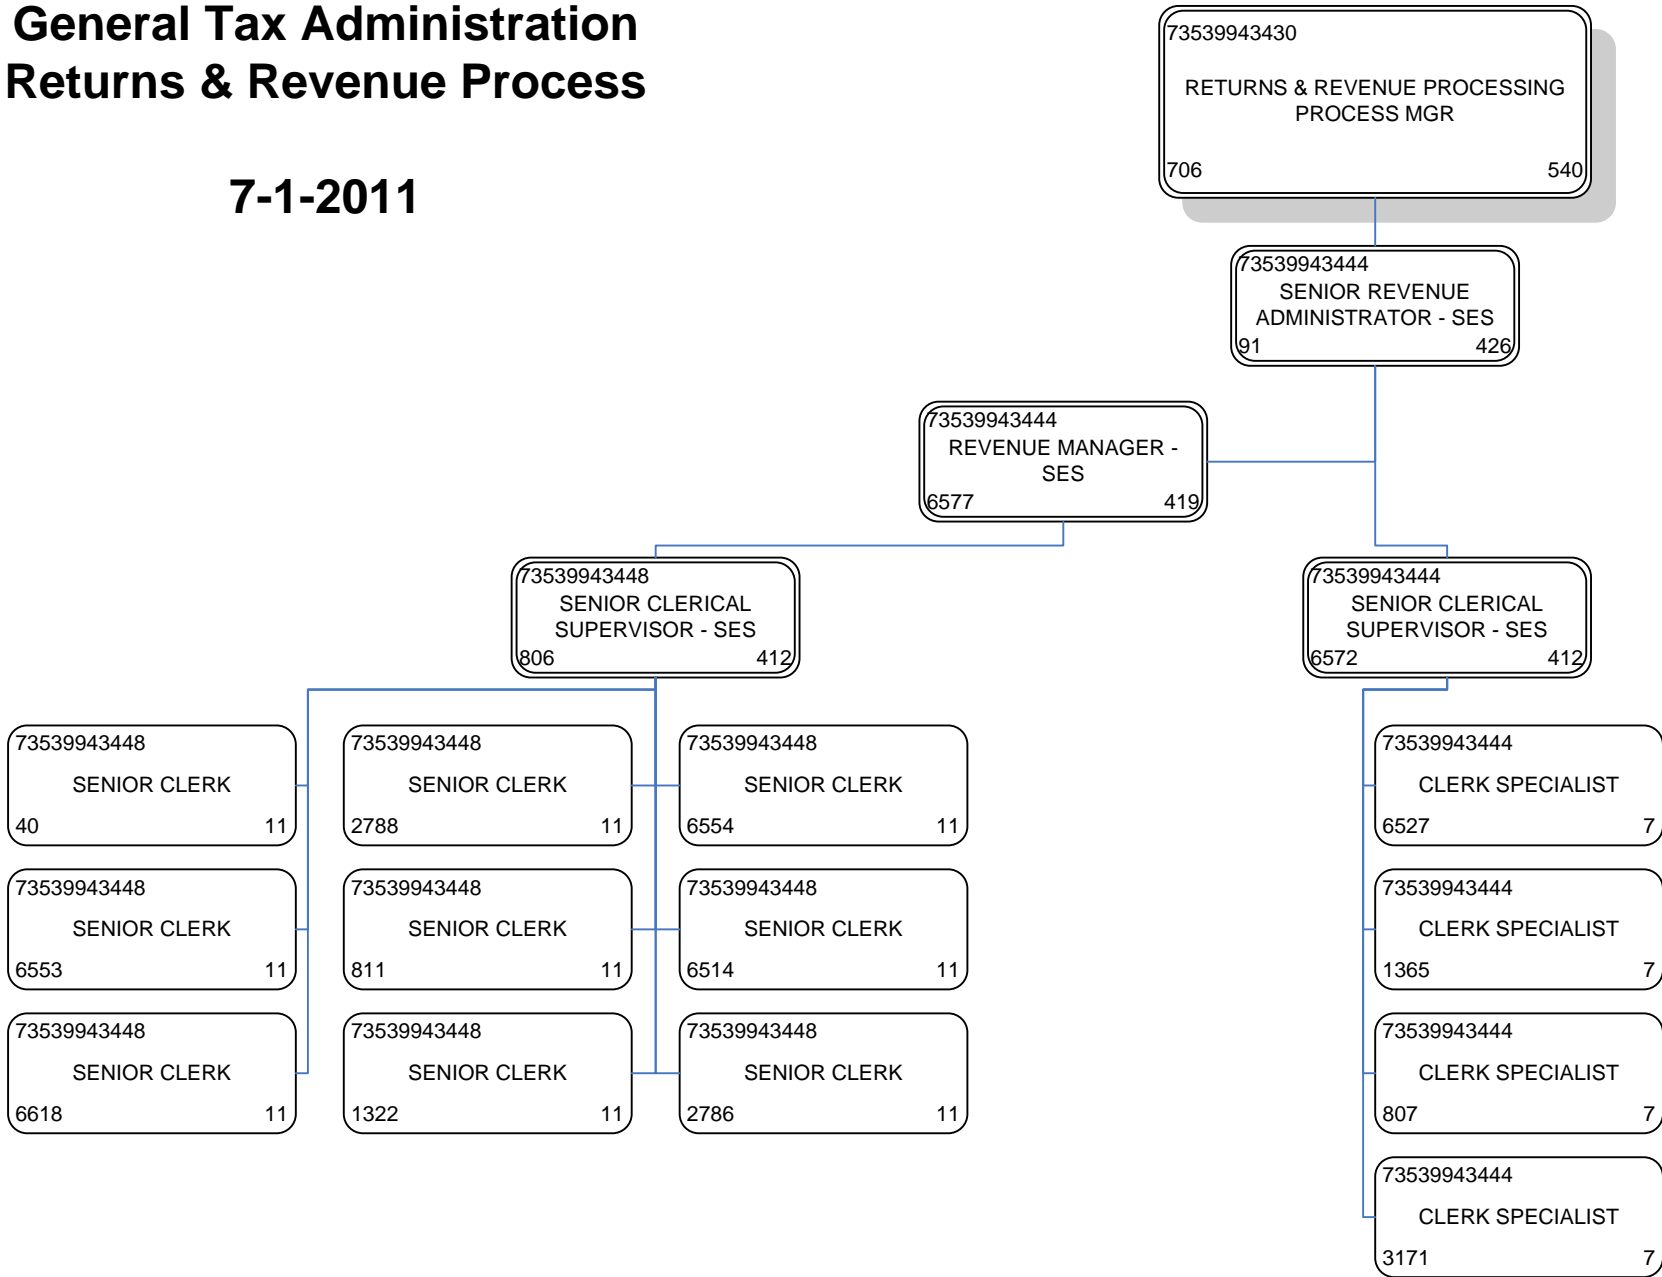 General Tax Administration
Returns & Revenue Process
7-1-2011
73539943430
RETURNS & REVENUE PROCESSING
PROCESS MGR
706 540
73539943444
SENIOR REVENUE
ADMINISTRATOR - SES
91 426
73539943444
REVENUE MANAGER -
SES
6577 419
73539943448
SENIOR CLERICAL
SUPERVISOR - SES
806 412
73539943444
SENIOR CLERICAL
SUPERVISOR - SES
6572 412
73539943448
SENIOR CLERK
40 11
73539943448
SENIOR CLERK
2788 11
73539943448
SENIOR CLERK
6554 11
73539943444
CLERK SPECIALIST
6527 7
73539943448
SENIOR CLERK
6553 11
73539943448
SENIOR CLERK
811 11
73539943448
SENIOR CLERK
6514 11
73539943444
CLERK SPECIALIST
1365 7
73539943448
SENIOR CLERK
6618 11
73539943448
SENIOR CLERK
1322 11
73539943448
SENIOR CLERK
2786 11
73539943444
CLERK SPECIALIST
807 7
73539943444
CLERK SPECIALIST
3171 7